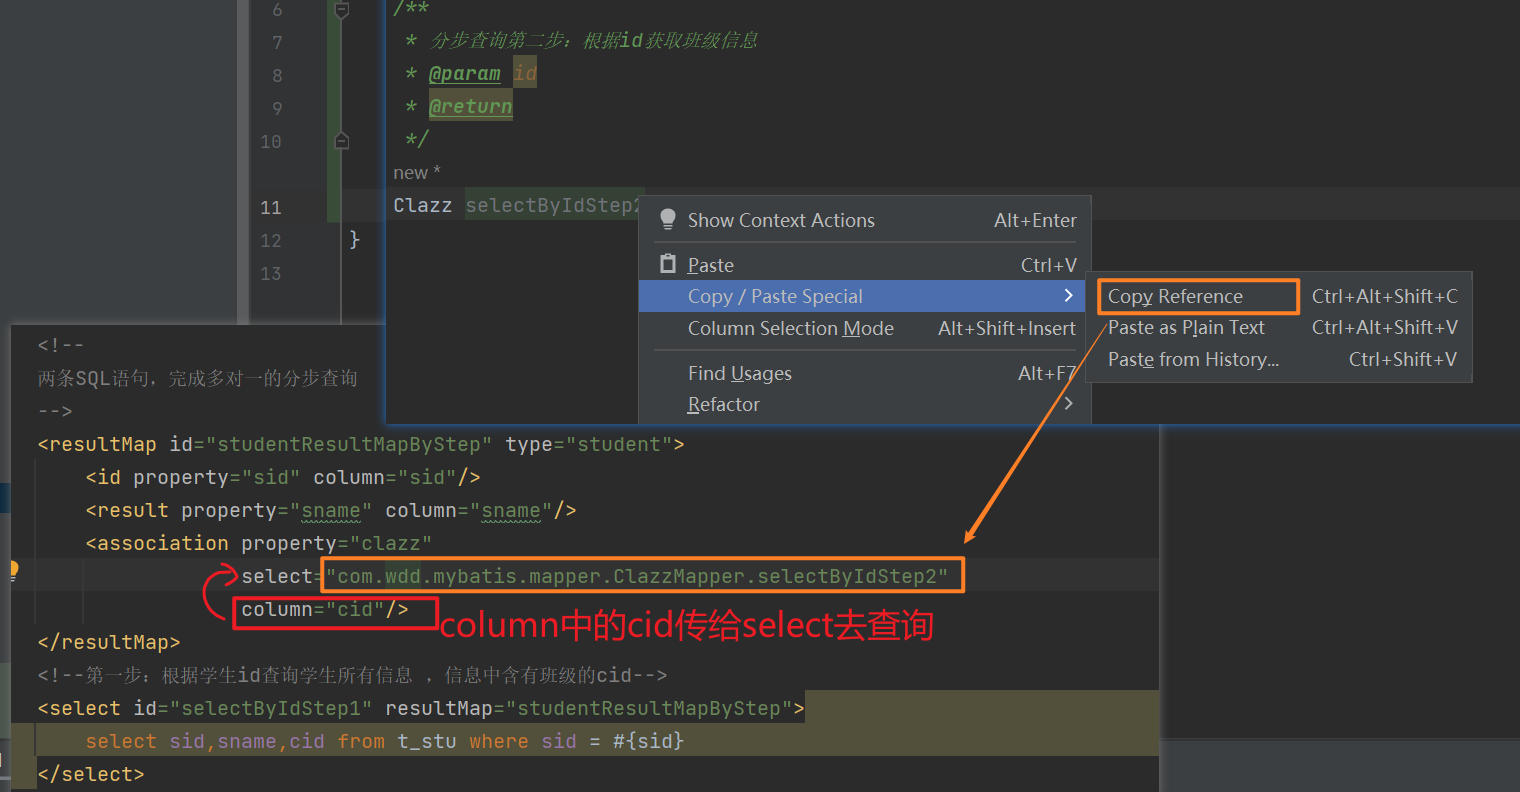 6 /**
7 * 分步查询第二步：根据id获取班级信息
8 * @param id
9 * @return
10 */
new *
11 Clazz selectByIdStep2
12 }
13
Show Context Actions Alt+Enter
Paste Ctrl+V
Copy / Paste Special
Column Selection Mode Alt+Shift+Insert
Find Usages Alt+F7
Refactor
Copy Reference Ctrl+Alt+Shift+C
Paste as Plain Text Ctrl+Alt+Shift+V
Paste from History... Ctrl+Shift+V
<!--
两条SQL语句，完成多对一的分步查询
-->
<resultMap id="studentResultMapByStep" type="student">
<id property="sid" column="sid"/>
<result property="sname" column="sname"/>
<association property="clazz"
select="com.wdd.mybatis.mapper.ClazzMapper.selectByIdStep2"
column="cid"/>
column中的cid传给select去查询
</resultMap>
<!--第一步：根据学生id查询学生所有信息 ，信息中含有班级的cid-->
<select id="selectByIdStep1" resultMap="studentResultMapByStep">
select sid,sname,cid from t_stu where sid = #{sid}
</select>